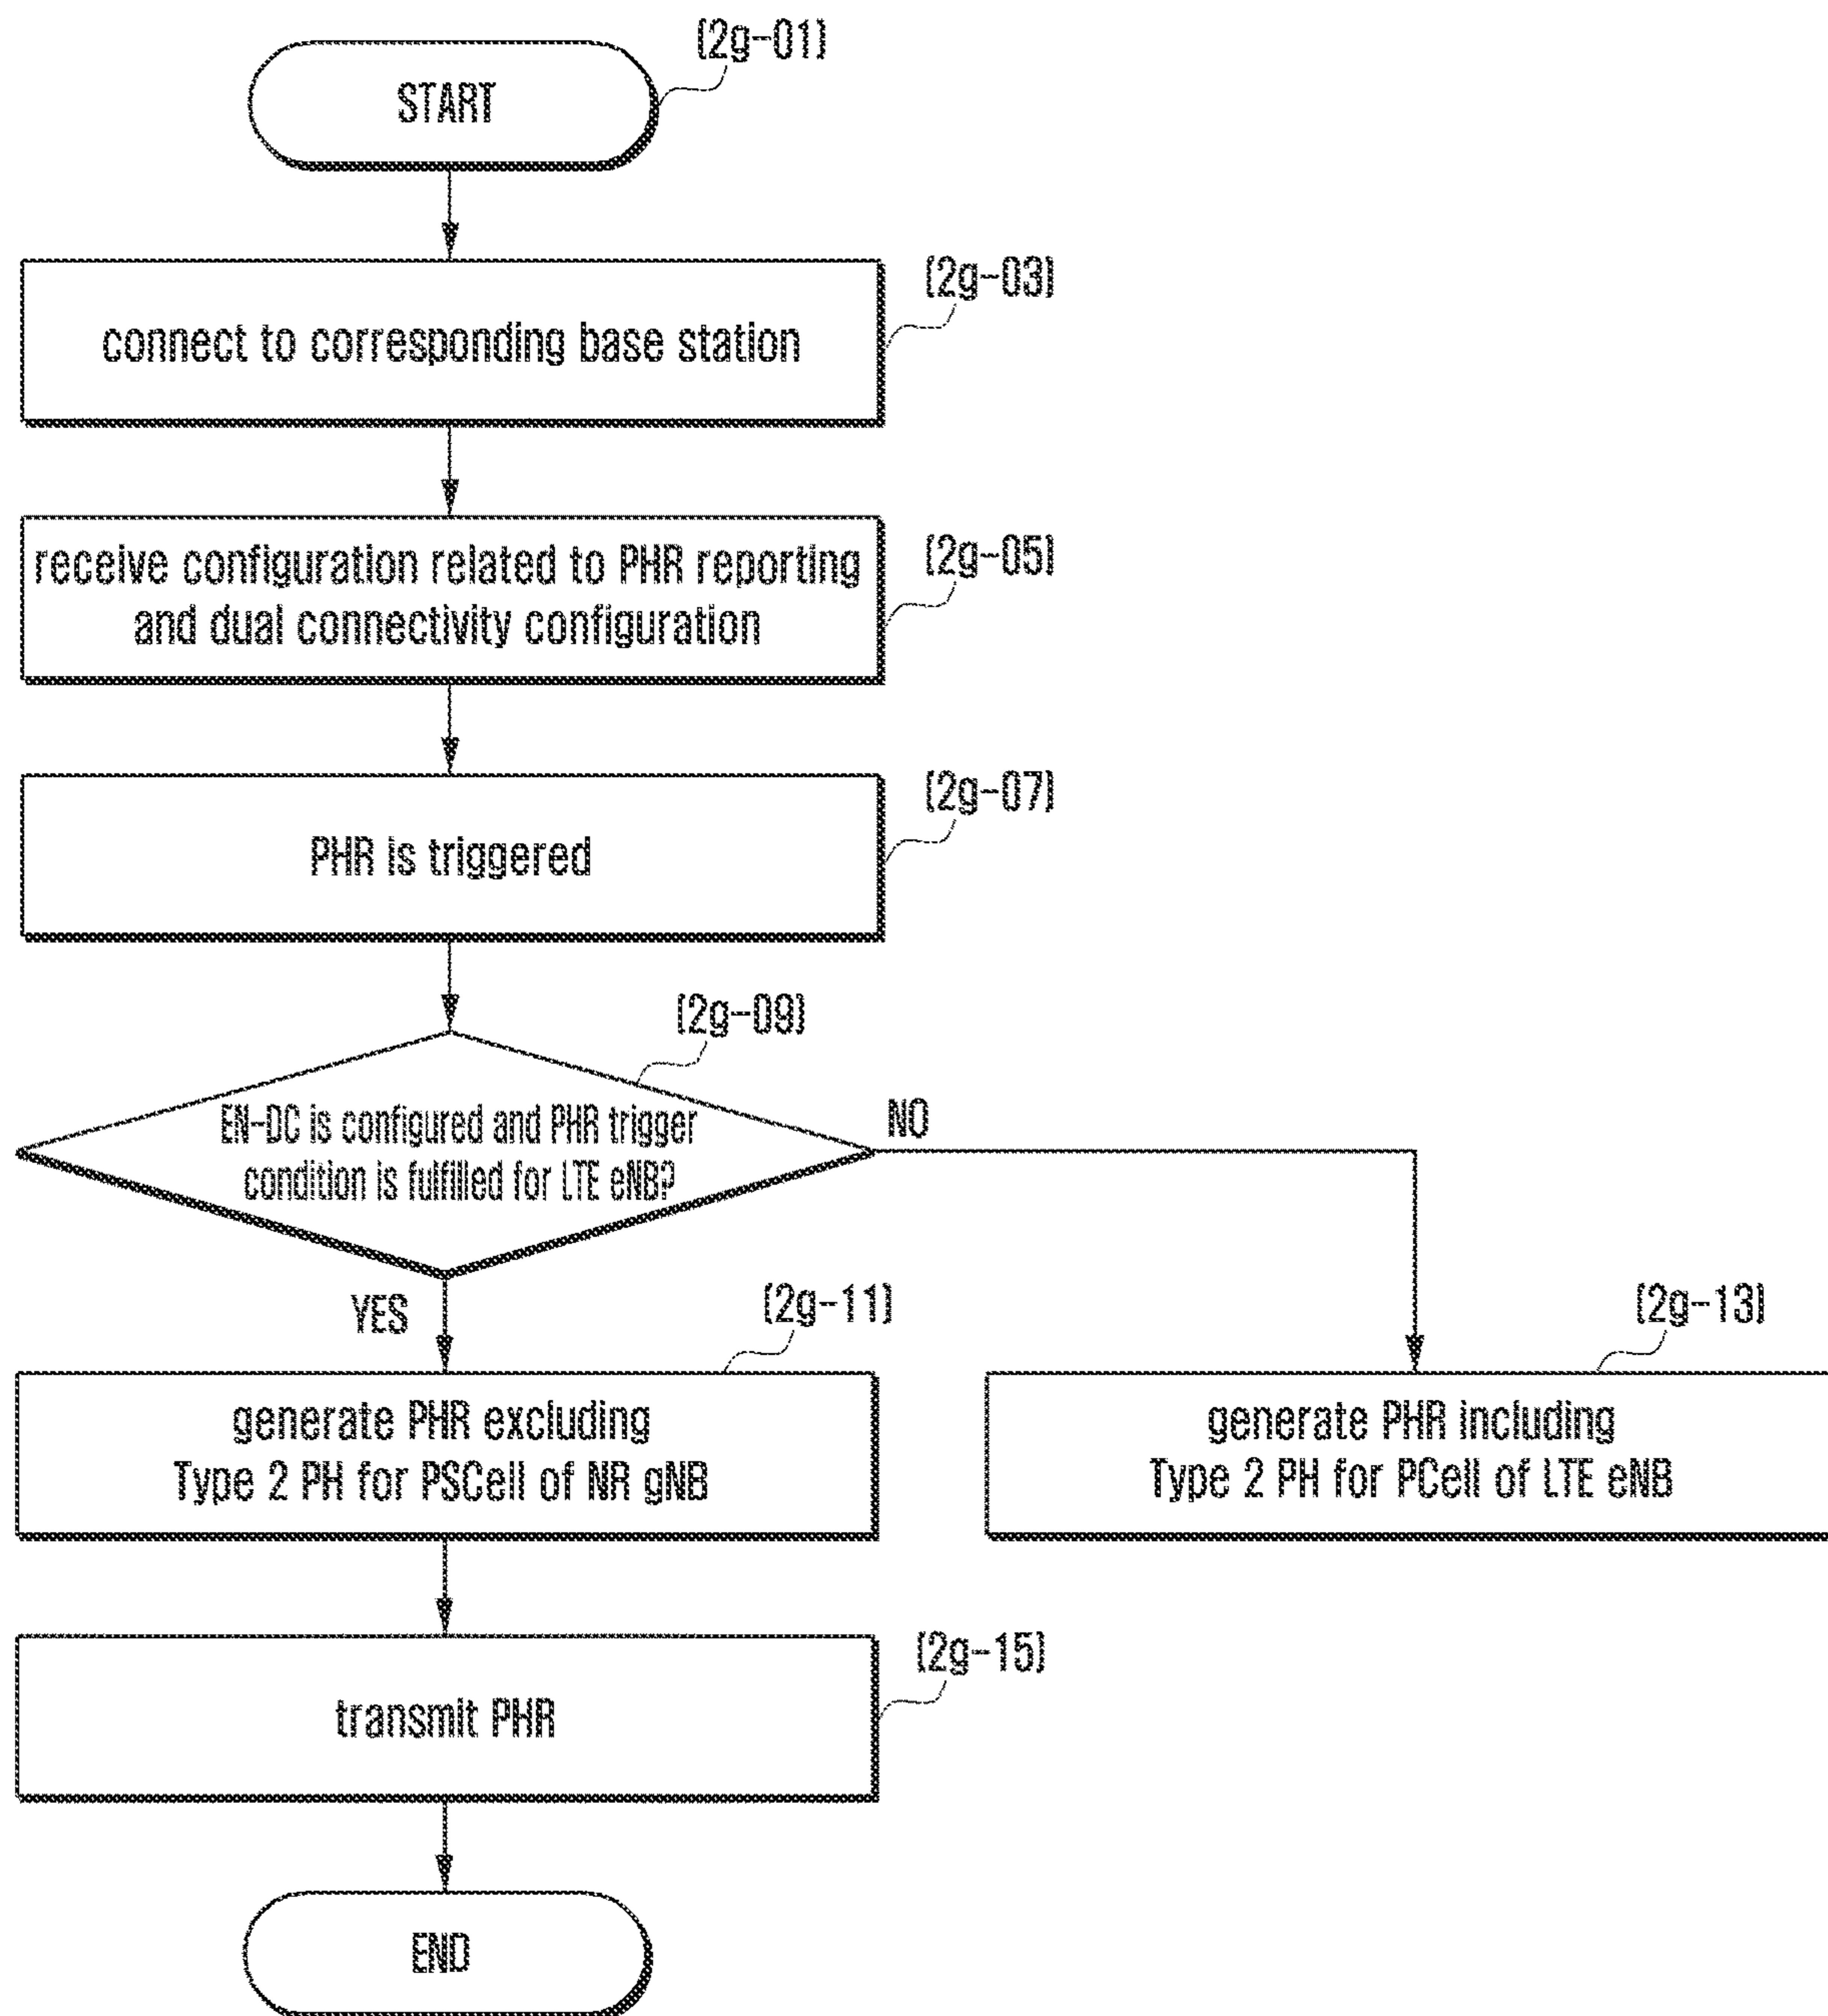 (2g-01)
START
(2g-03)
connect to corresponding base station
(2g-05)
receive configuration related to PHR reporting
and dual connectivity configuration
(2g-07)
PHR is triggered
(2g-09)
EN-DC is configured and PHR trigger
condition is fulfilled for LTE eNB?
NO
YES
(2g-11)
generate PHR excluding
Type 2 PH for PSCell of NR gNB
(2g-13)
generate PHR including
Type 2 PH for PCell of LTE eNB
(2g-15)
transmit PHR
END